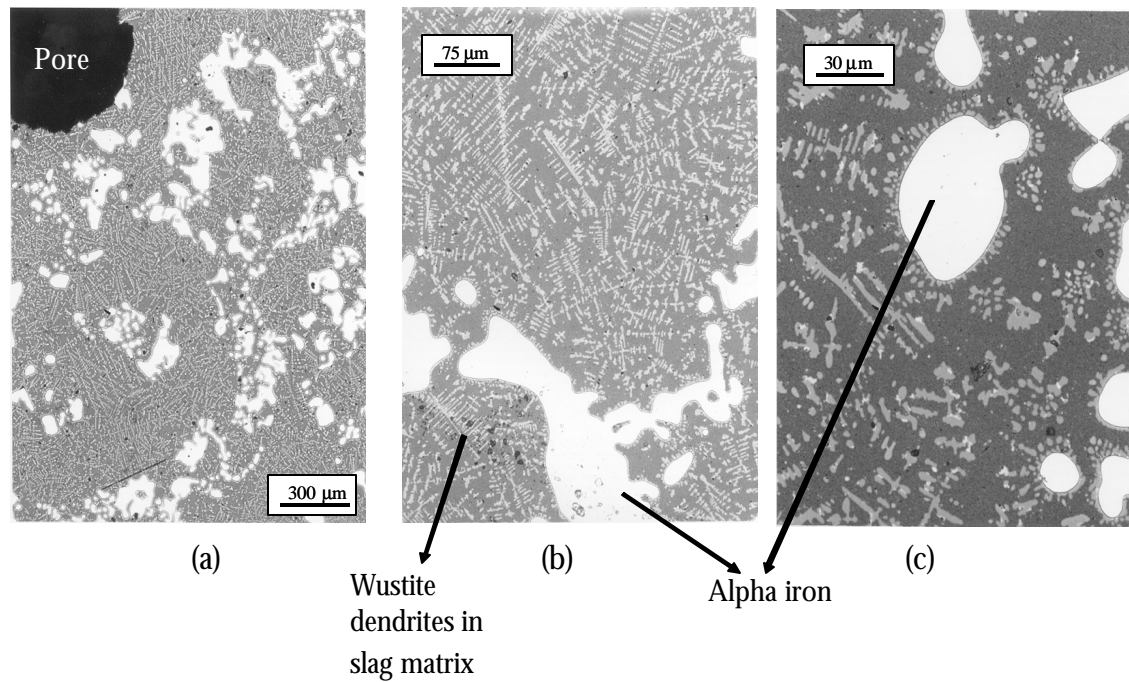 Pore
300 µm
75 µm
30 µm
(a)
(b)
(c)
Wustite
dendrites in
slag matrix
Alpha iron